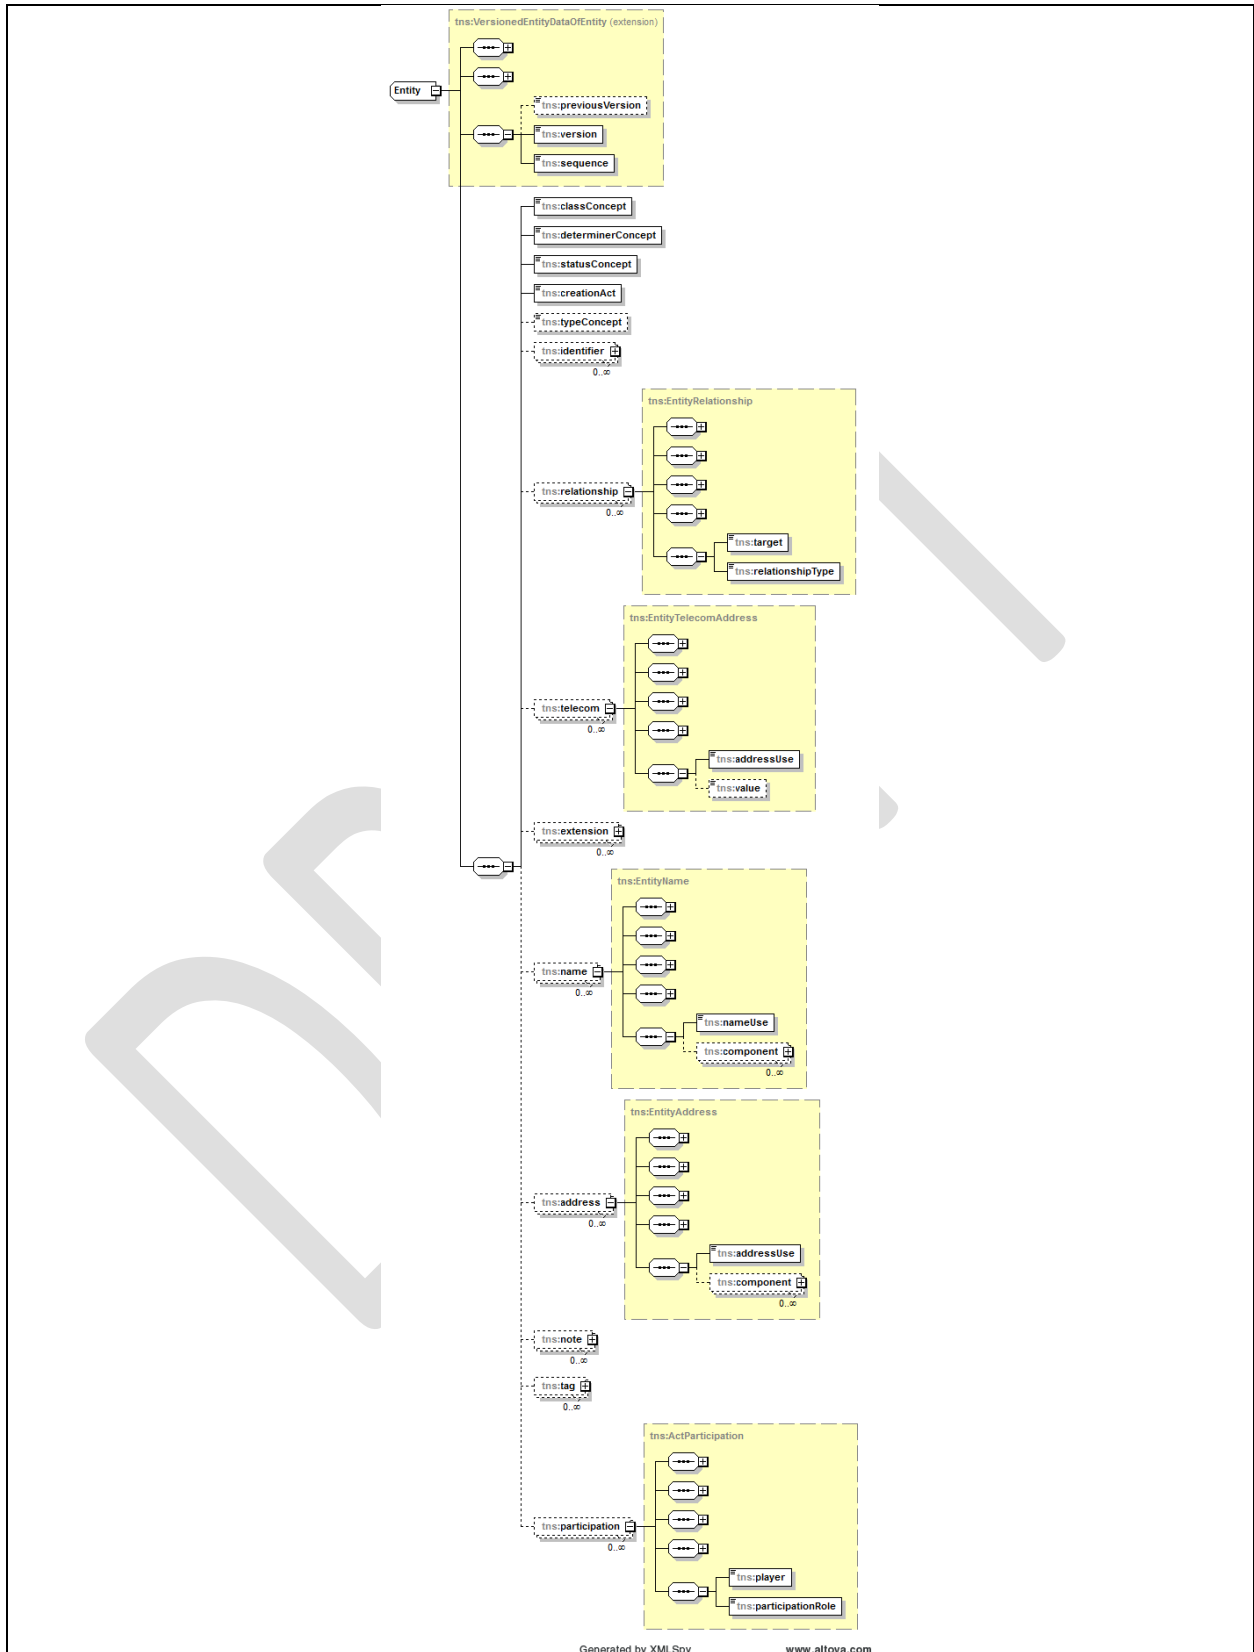 tns:VersionedEntityDataOfEntity (extension)
Entity
tns:previousVersion
tns:version
tns:sequence
tns:classConcept
tns:determinerConcept
tns:statusConcept
tns:creationAct
tns:typeConcept
tns:identifier
0..∞
tns:EntityRelationship
tns:relationship
0..∞
tns:target
tns:relationshipType
tns:EntityTelecomAddress
tns:telecom
0..∞
tns:addressUse
tns:value
tns:extension
0..∞
tns:EntityName
tns:name
0..∞
tns:nameUse
tns:component
0..∞
tns:EntityAddress
tns:address
0..∞
tns:addressUse
tns:component
0..∞
tns:note
0..∞
tns:tag
0..∞
tns:ActParticipation
tns:participation
0..∞
tns:player
tns:participationRole
Generated by XMLSpy www.altova.com